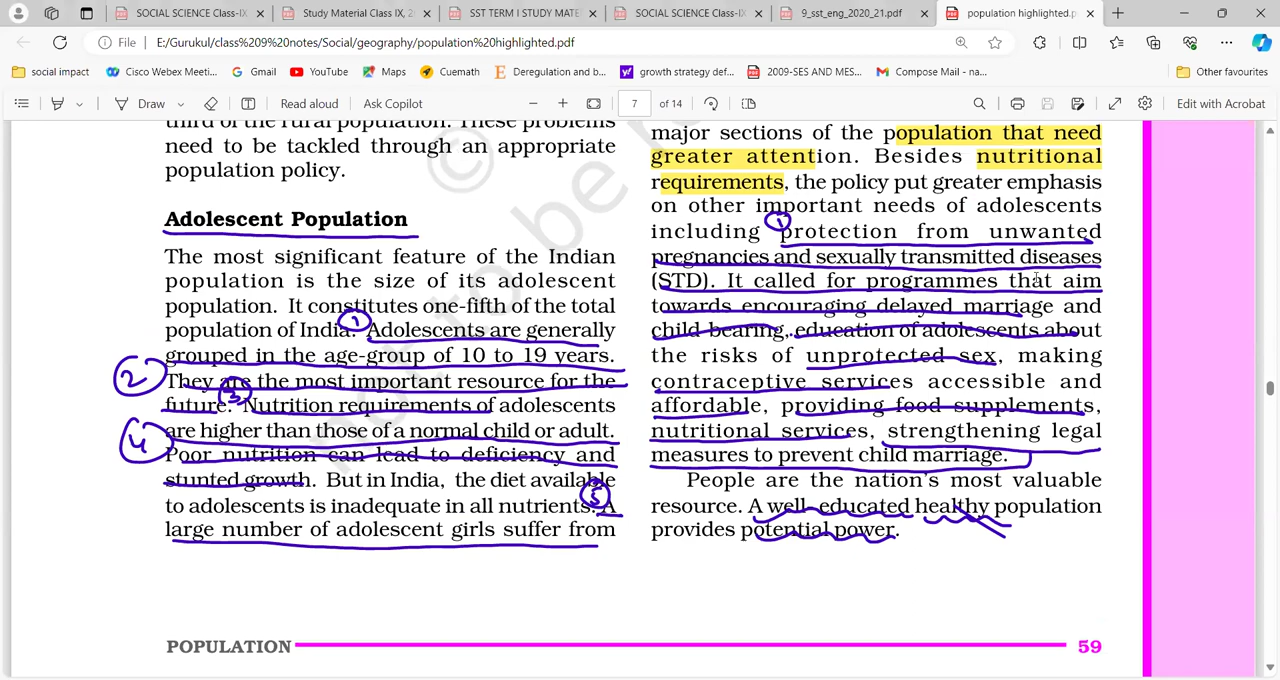 SOCIAL SCIENCE Class-IX
Study Material Class IX, 2
SST TERM I STUDY MATE
SOCIAL SCIENCE Class-IX
9_sst_eng_2020_21.pdf
population highlighted.p
File
E:/Gurukul/class%209%20notes/Social/geography/population%20highlighted.pdf
social impact
Cisco Webex Meeti...
Gmail
YouTube
Maps
Cuemath
Deregulation and b...
growth strategy def...
2009-SES AND MES...
Compose Mail - na...
Other favourites
Draw
Read aloud
Ask Copilot
7
of 14
Edit with Acrobat
third of the rural population. These problems
need to be tackled through an appropriate
population policy.
Adolescent Population
The most significant feature of the Indian
population is the size of its adolescent
population. It constitutes one-fifth of the total
population of India. 1 Adolescents are generally
grouped in the age-group of 10 to 19 years.
2 They are the most important resource for the
future. 3 Nutrition requirements of adolescents
are higher than those of a normal child or adult.
4 Poor nutrition can lead to deficiency and
stunted growth. But in India, the diet available
to adolescents is inadequate in all nutrients. 5 A
large number of adolescent girls suffer from
major sections of the population that need
greater attention. Besides nutritional
requirements, the policy put greater emphasis
on other important needs of adolescents
including 1 protection from unwanted
pregnancies and sexually transmitted diseases
(STD). It called for programmes that aim
towards encouraging delayed marriage and
child-bearing, education of adolescents about
the risks of unprotected sex, making
contraceptive services accessible and
affordable, providing food supplements,
nutritional services, strengthening legal
measures to prevent child marriage.
People are the nation's most valuable
resource. A well-educated healthy population
provides potential power.
POPULATION
59
© 
to be r